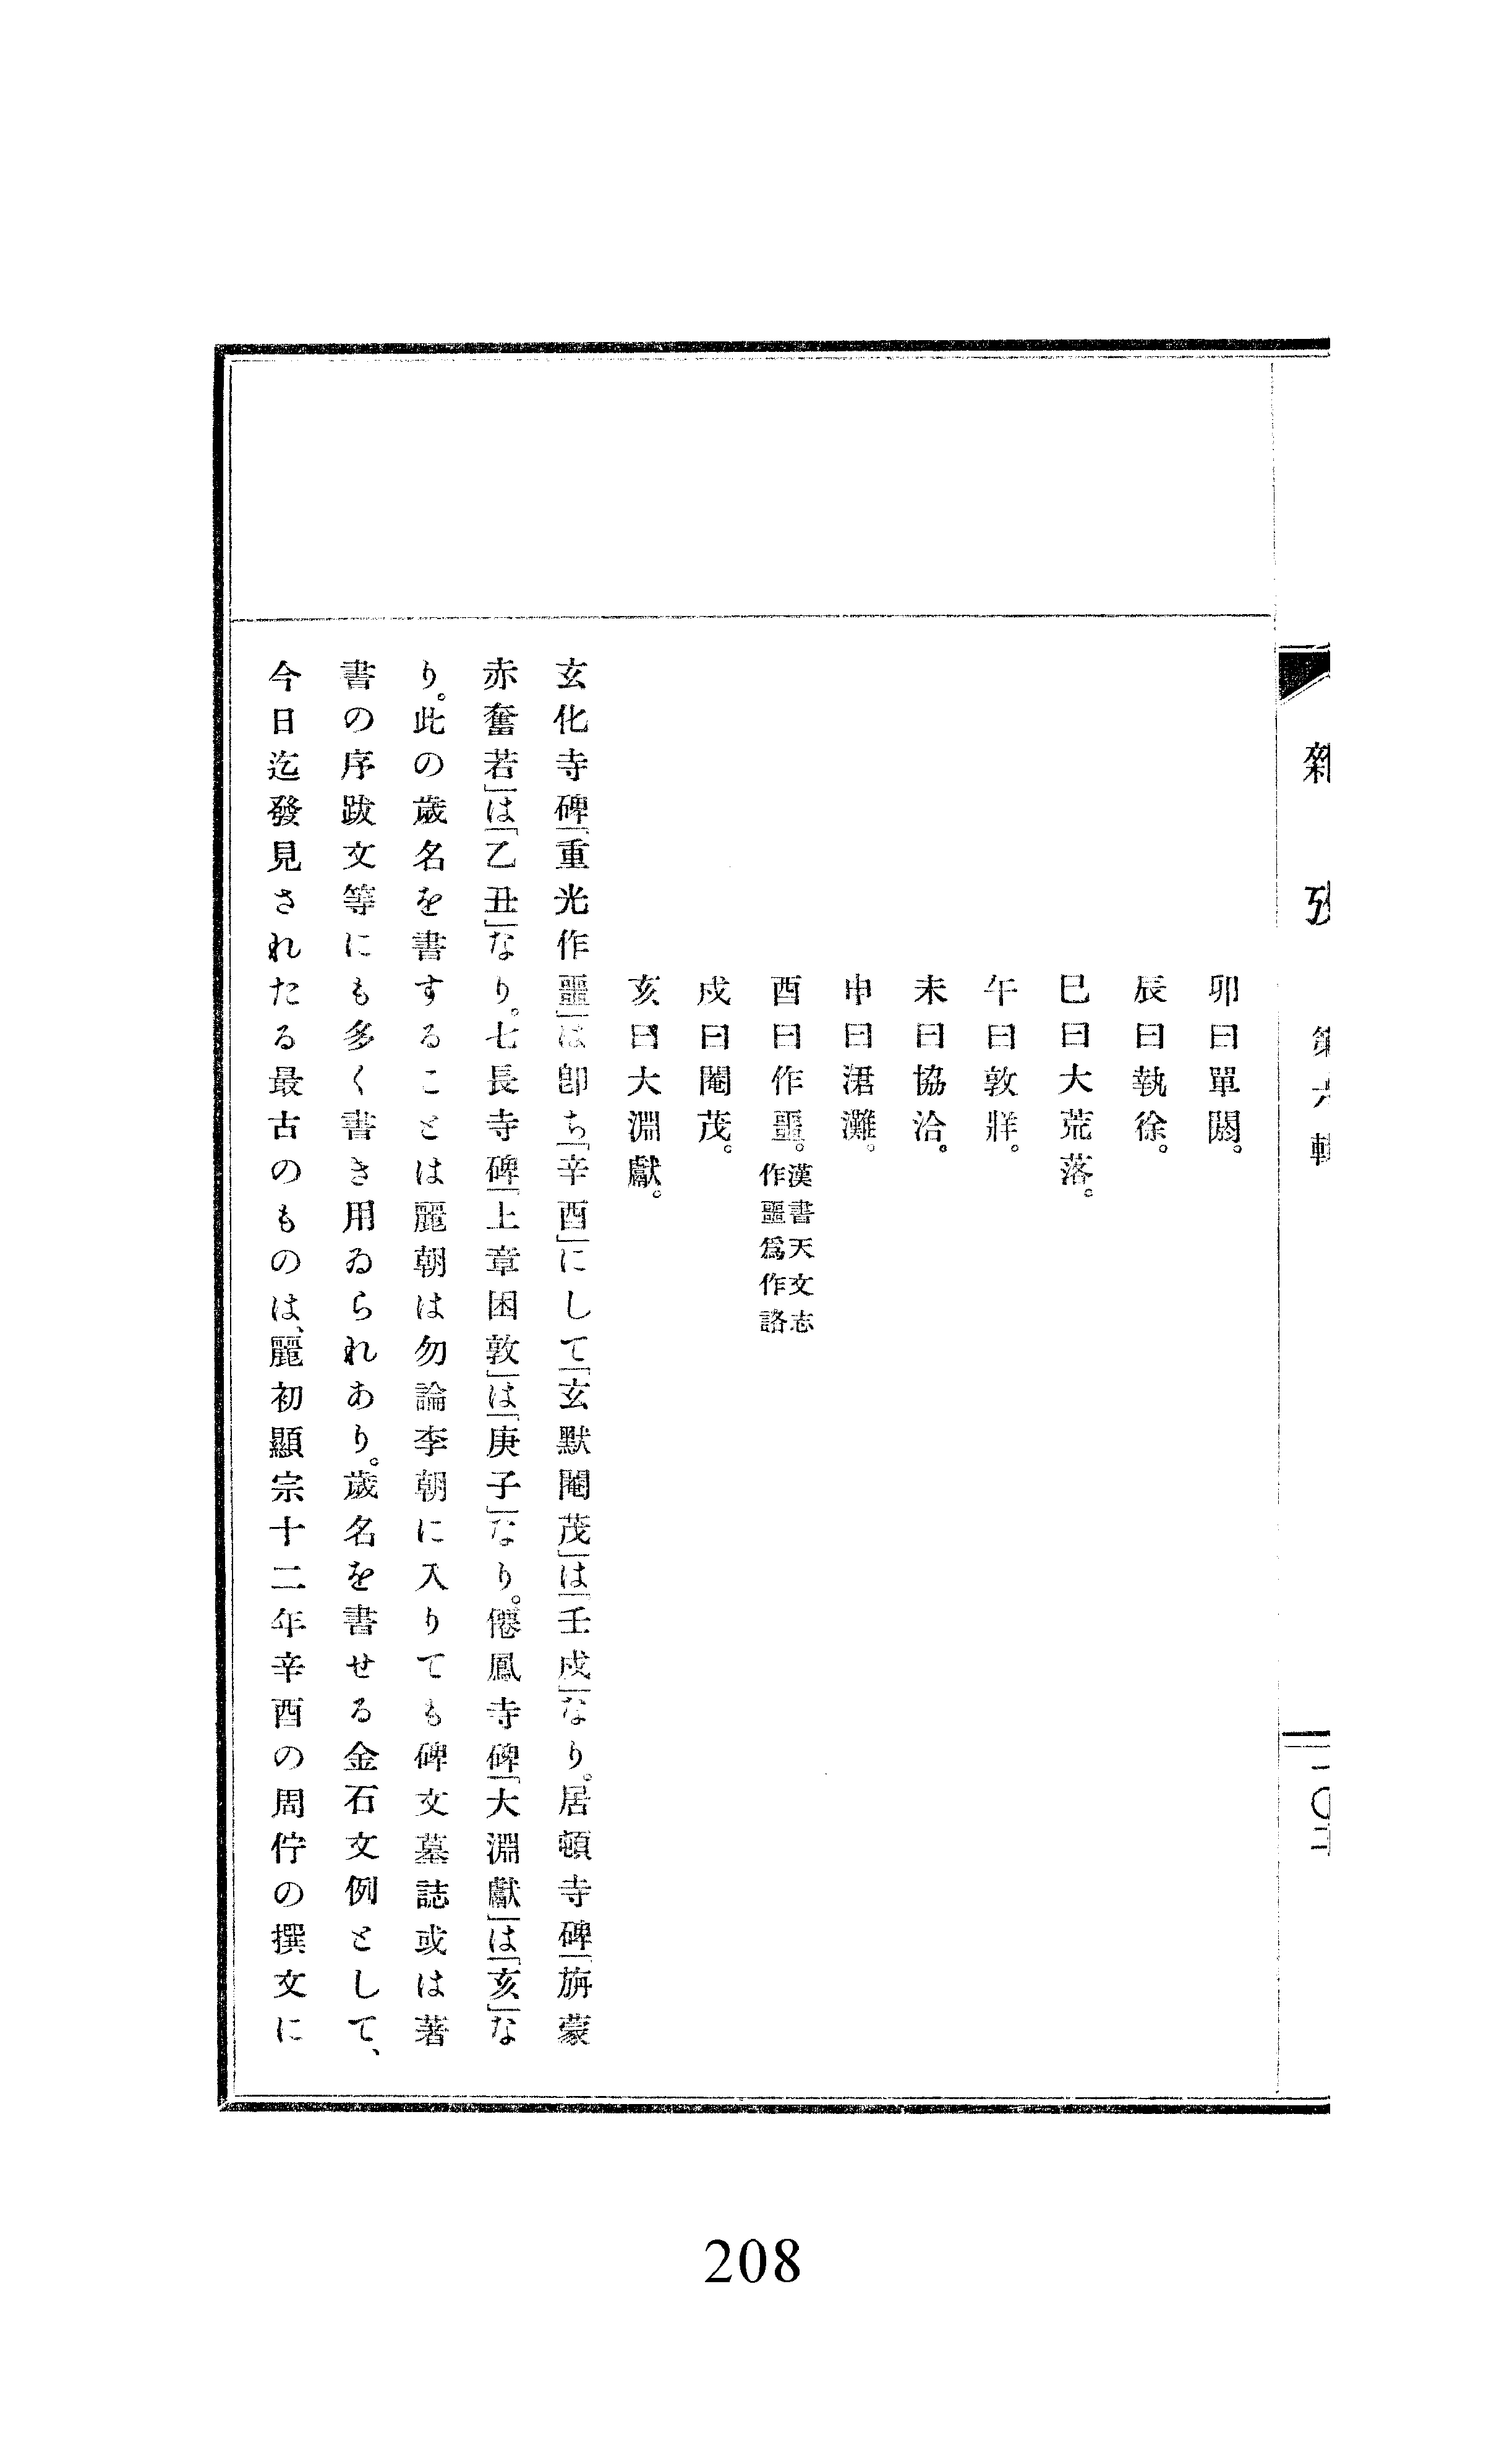 雜攷 第六輯
一〇二
卯曰單閼。
辰曰執徐。
巳曰大荒落。
午曰敦牂。
未曰協洽。
申曰涒灘。
酉曰作噩。漢書天文志
作噩爲作詻
戌曰閹茂。
亥曰大淵獻。
玄化寺碑「重光作噩」は卽ち「辛酉」にして「玄默閹茂」は「壬戌」なり。居頓寺碑「旃蒙
赤奮若」は「乙丑」なり。七長寺碑「上章困敦」は「庚子」なり。僊鳳寺碑「大淵獻」は「亥」な
り。此の歲名を書することは麗朝は勿論李朝に入りても碑文墓誌或は著
書の序跋文等にも多く書き用ゐられあり。歲名を書せる金石文例として、
今日迄發見されたる最古のものは、麗初顯宗十二年辛酉の周佇の撰文に
208